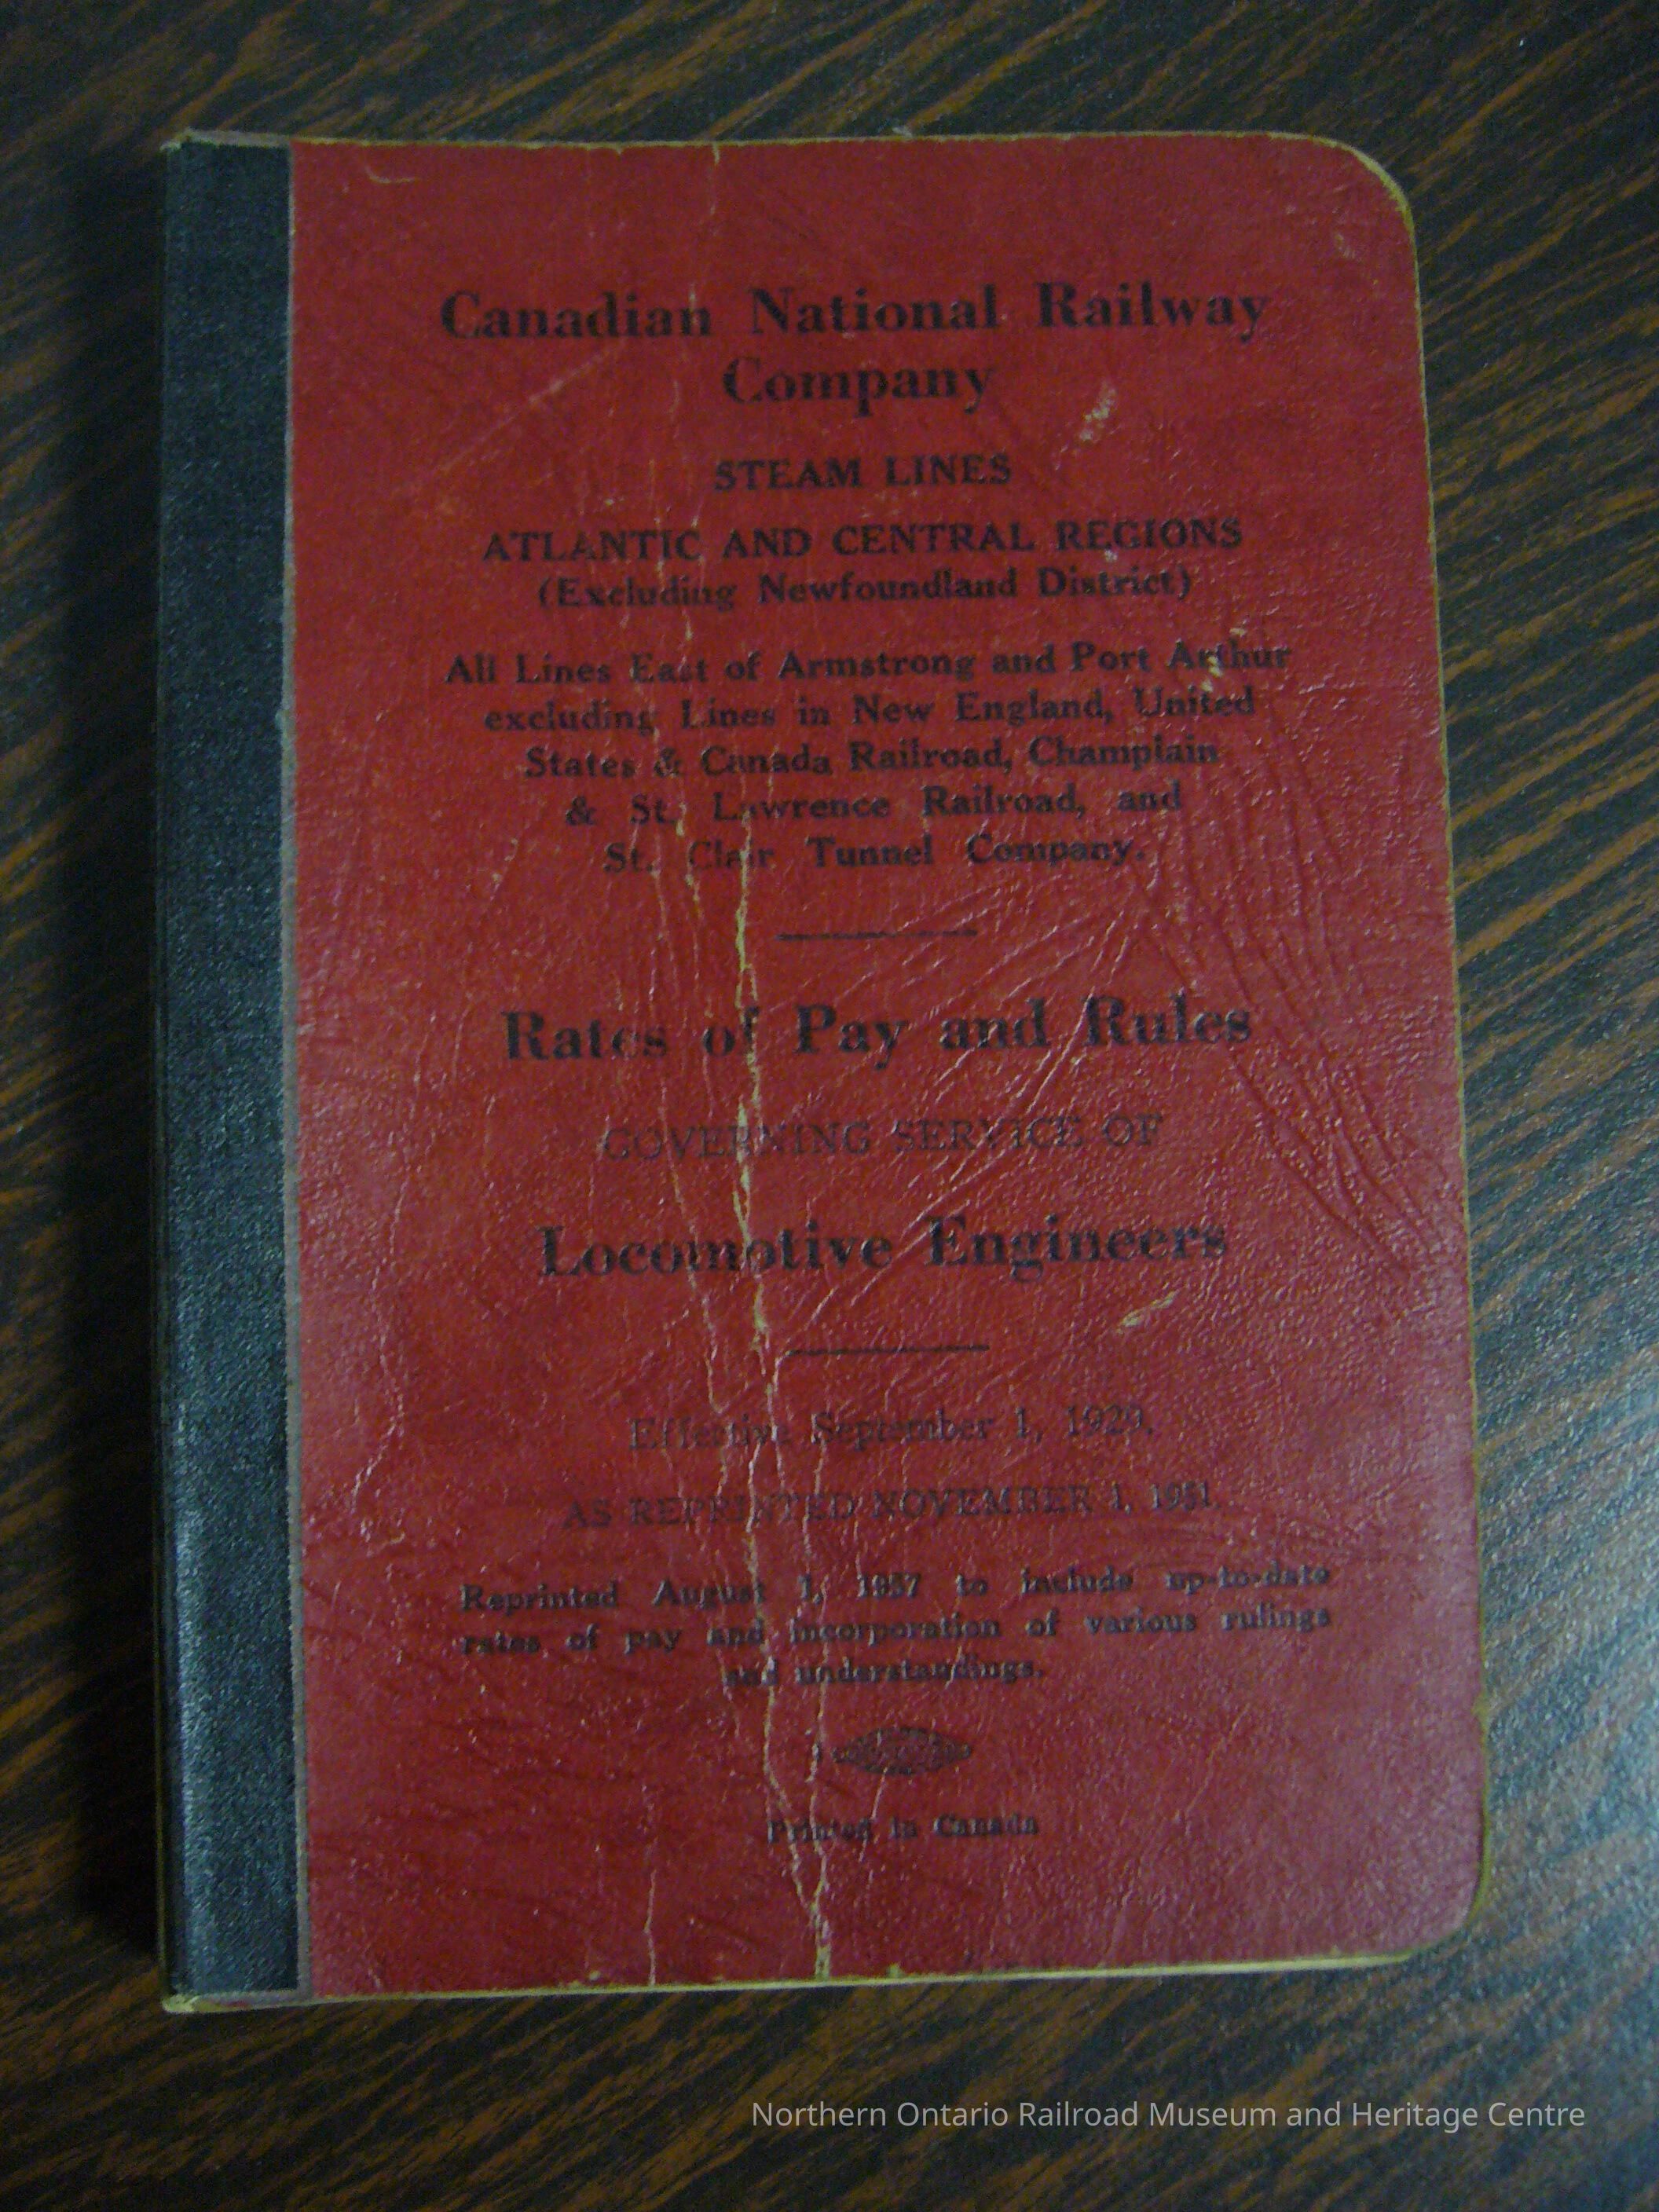 Canadian National Railway
Company
STEAM LINES
ATLANTIC AND CENTRAL REGIONS
(Excluding Newfoundland District)
All Lines East of Armstrong and Port Arthur
excluding Lines in New England, United
States & Canada Railroad, Champlain
& St. Lawrence Railroad, and
St. Clair Tunnel Company.
Rates of Pay and Rules
GOVERNING SERVICE OF
Locomotive Engineers
Effective September 1, 1929.
AS REPRINTED NOVEMBER 1, 1951.
Reprinted August 1, 1957 to include up-to-date
rates of pay and incorporation of various rulings
and understandings.
Printed in Canada
Northern Ontario Railroad Museum and Heritage Centre